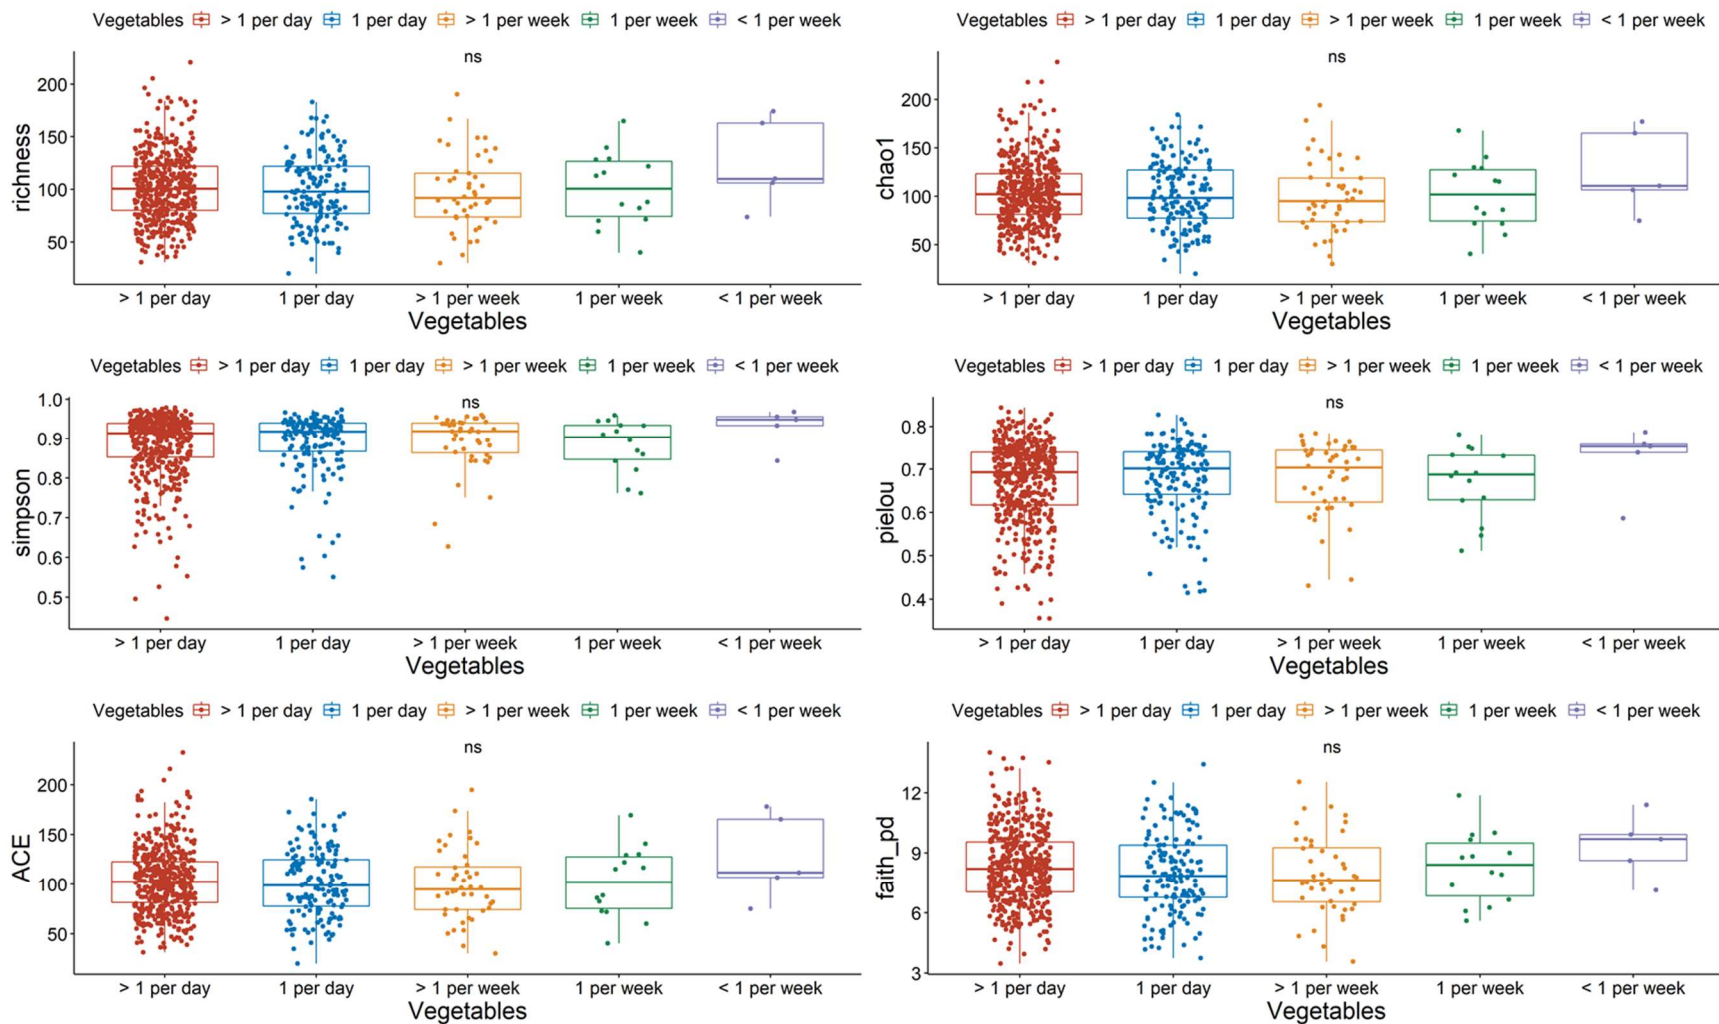 Vegetables > 1 per day 1 per day > 1 per week 1 per week < 1 per week
ns
richness
200
150
100
50
> 1 per day 1 per day > 1 per week 1 per week < 1 per week
Vegetables
Vegetables > 1 per day 1 per day > 1 per week 1 per week < 1 per week
ns
chao1
200
150
100
50
> 1 per day 1 per day > 1 per week 1 per week < 1 per week
Vegetables
Vegetables > 1 per day 1 per day > 1 per week 1 per week < 1 per week
ns
simpson
1.0
0.9
0.8
0.7
0.6
0.5
> 1 per day 1 per day > 1 per week 1 per week < 1 per week
Vegetables
Vegetables > 1 per day 1 per day > 1 per week 1 per week < 1 per week
ns
pielou
0.8
0.7
0.6
0.5
0.4
> 1 per day 1 per day > 1 per week 1 per week < 1 per week
Vegetables
Vegetables > 1 per day 1 per day > 1 per week 1 per week < 1 per week
ns
ACE
200
150
100
50
> 1 per day 1 per day > 1 per week 1 per week < 1 per week
Vegetables
Vegetables > 1 per day 1 per day > 1 per week 1 per week < 1 per week
ns
faith_pd
12
9
6
3
> 1 per day 1 per day > 1 per week 1 per week < 1 per week
Vegetables